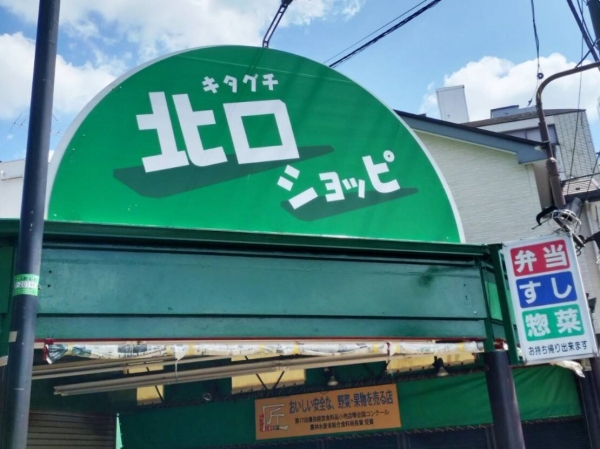 キタグチ
北口
ショッピ
弁当
すし
惣菜
お持ち帰り出来ます
おいしい安全な、野菜・果物を売る店
匠